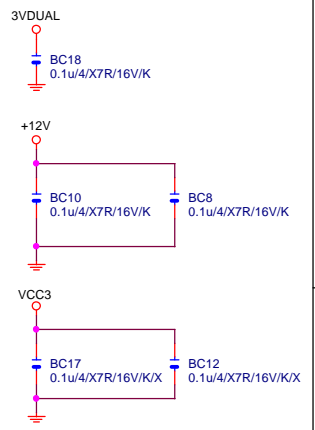 3VDUAL
BC18
0.1u/4/X7R/16V/K
+12V
BC10
0.1u/4/X7R/16V/K
BC8
0.1u/4/X7R/16V/K
VCC3
BC17
0.1u/4/X7R/16V/K/X
BC12
0.1u/4/X7R/16V/K/X